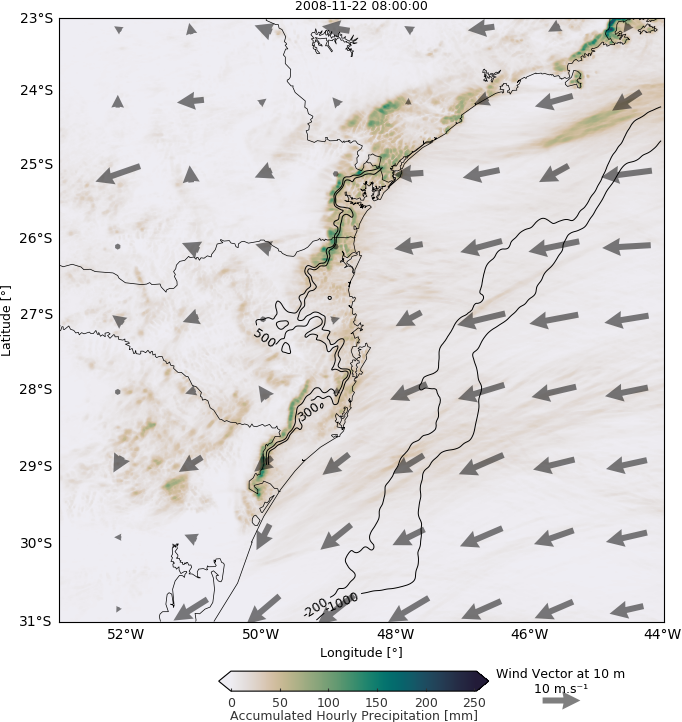 2008-11-22 08:00:00
23°S
24°S
25°S
26°S
27°S
28°S
29°S
30°S
31°S
Latitude [°]
500
300
-200
-1000
52°W 50°W 48°W 46°W 44°W
Longitude [°]
0 50 100 150 200 250
Accumulated Hourly Precipitation [mm]
Wind Vector at 10 m
10 m.s⁻¹